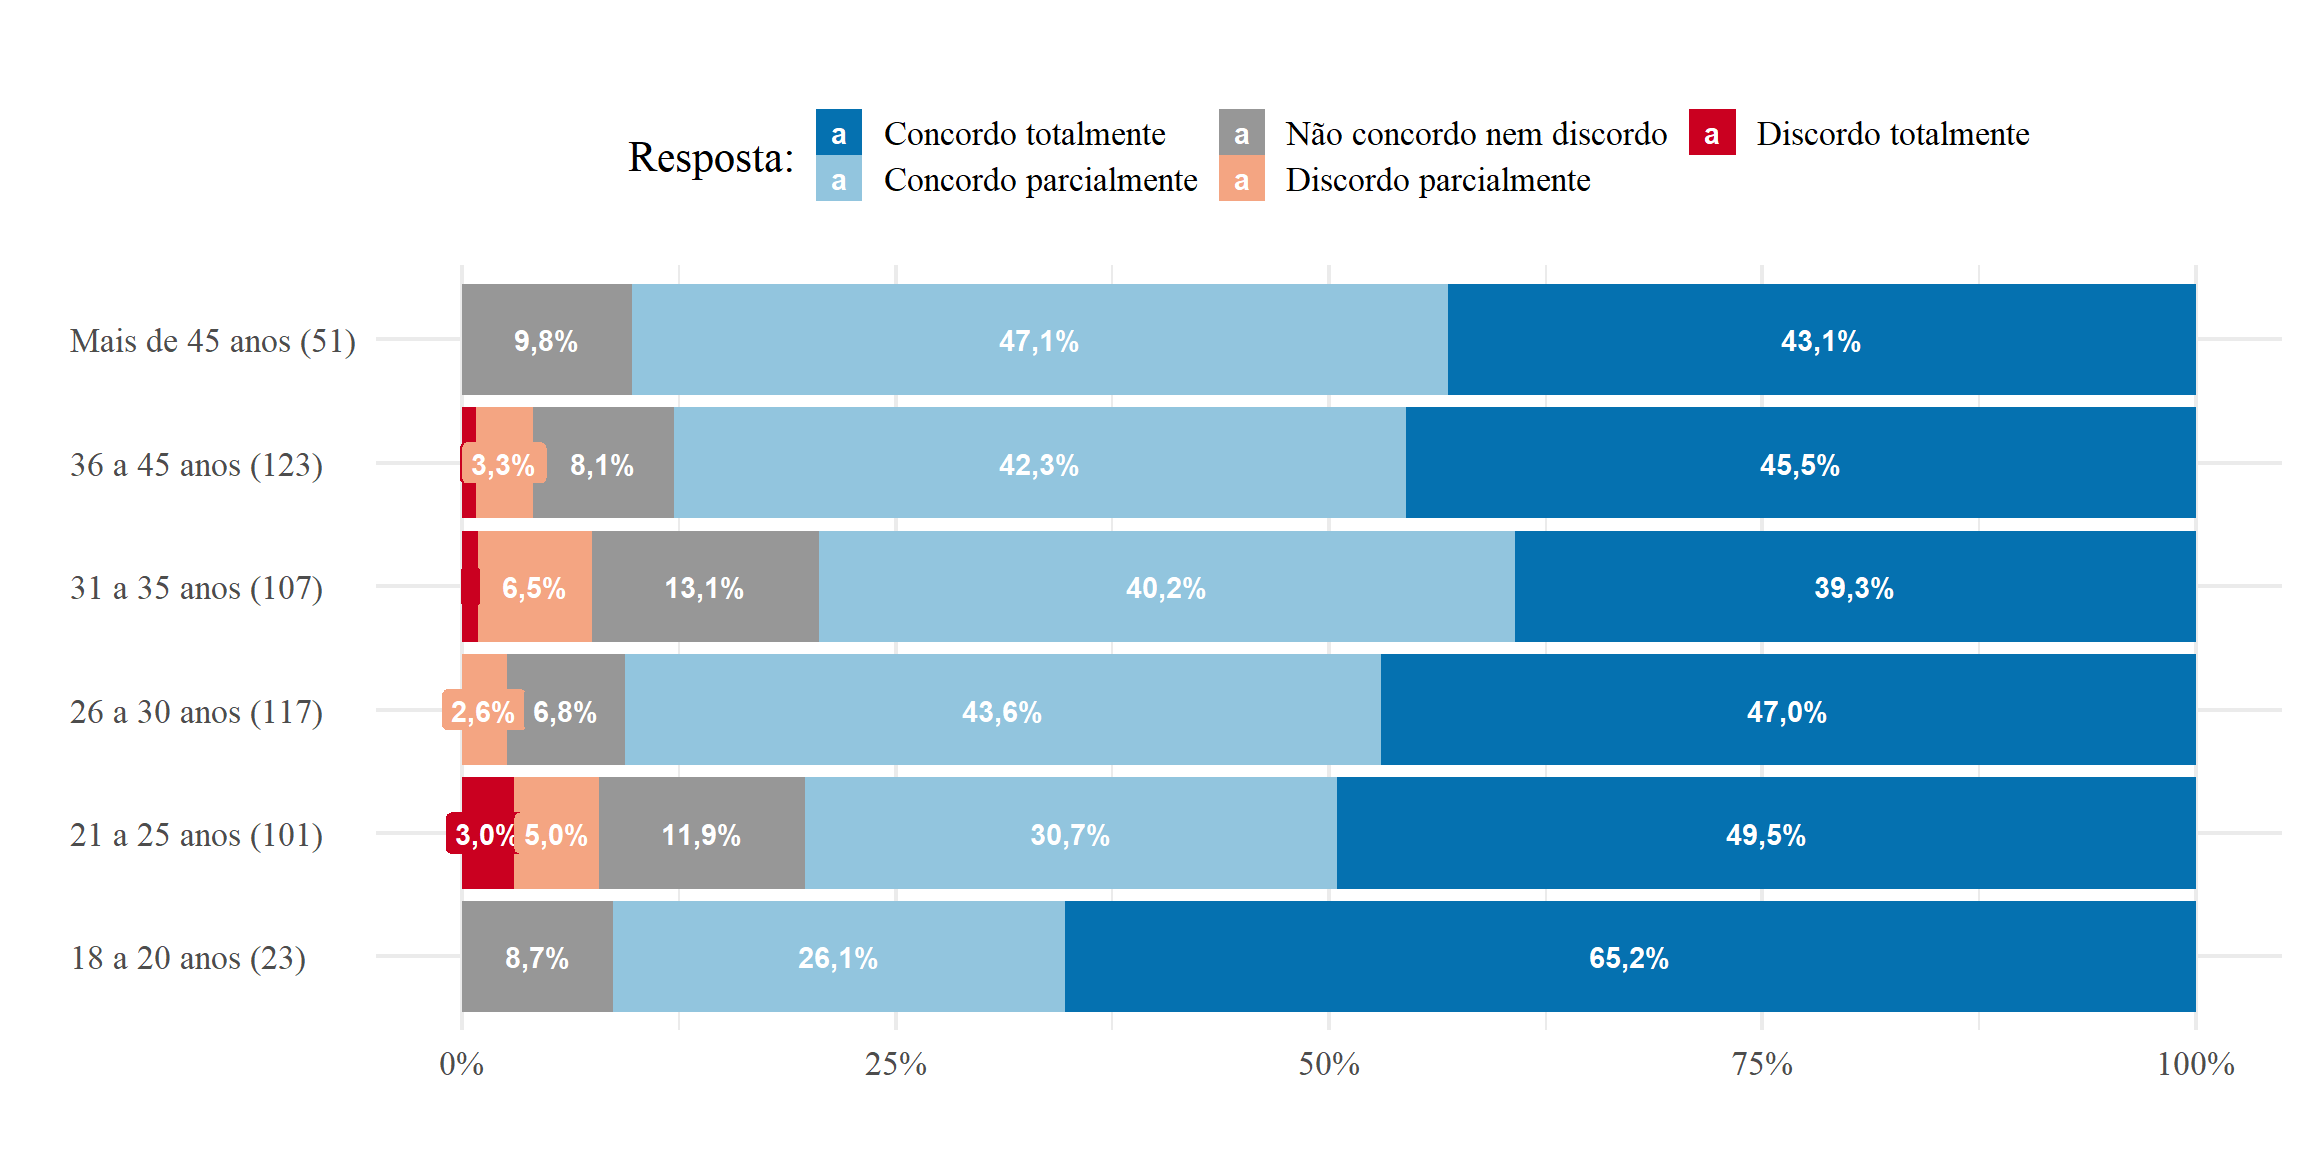 Resposta:
a Concordo totalmente
a Concordo parcialmente
a Não concordo nem discordo
a Discordo parcialmente
a Discordo totalmente
Mais de 45 anos (51) 9,8% 47,1% 43,1%
36 a 45 anos (123) 3,3% 8,1% 42,3% 45,5%
31 a 35 anos (107) 6,5% 13,1% 40,2% 39,3%
26 a 30 anos (117) 2,6% 6,8% 43,6% 47,0%
21 a 25 anos (101) 3,0% 5,0% 11,9% 30,7% 49,5%
18 a 20 anos (23) 8,7% 26,1% 65,2%
0% 25% 50% 75% 100%